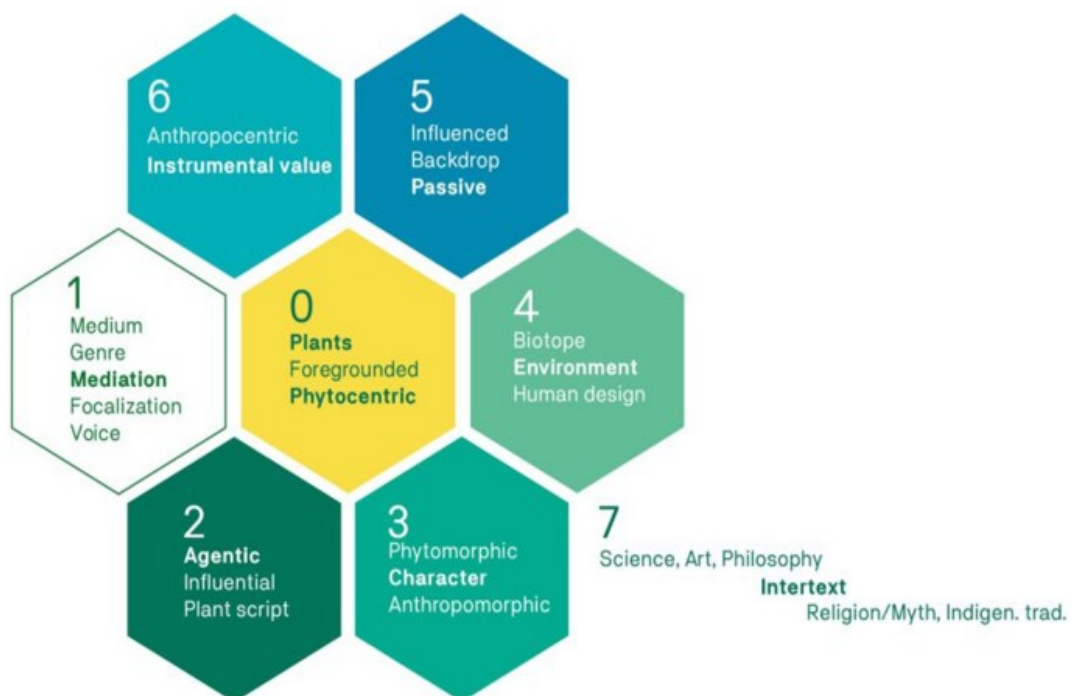 6
Anthropocentric
Instrumental value
5
Influenced
Backdrop
Passive
1
Medium
Genre
Mediation
Focalization
Voice
0
Plants
Foregrounded
Phytocentric
4
Biotope
Environment
Human design
2
Agentic
Influential
Plant script
3
Phytomorphic
Character
Anthropomorphic
7
Science, Art, Philosophy
Intertext
Religion/Myth, Indigen. trad.